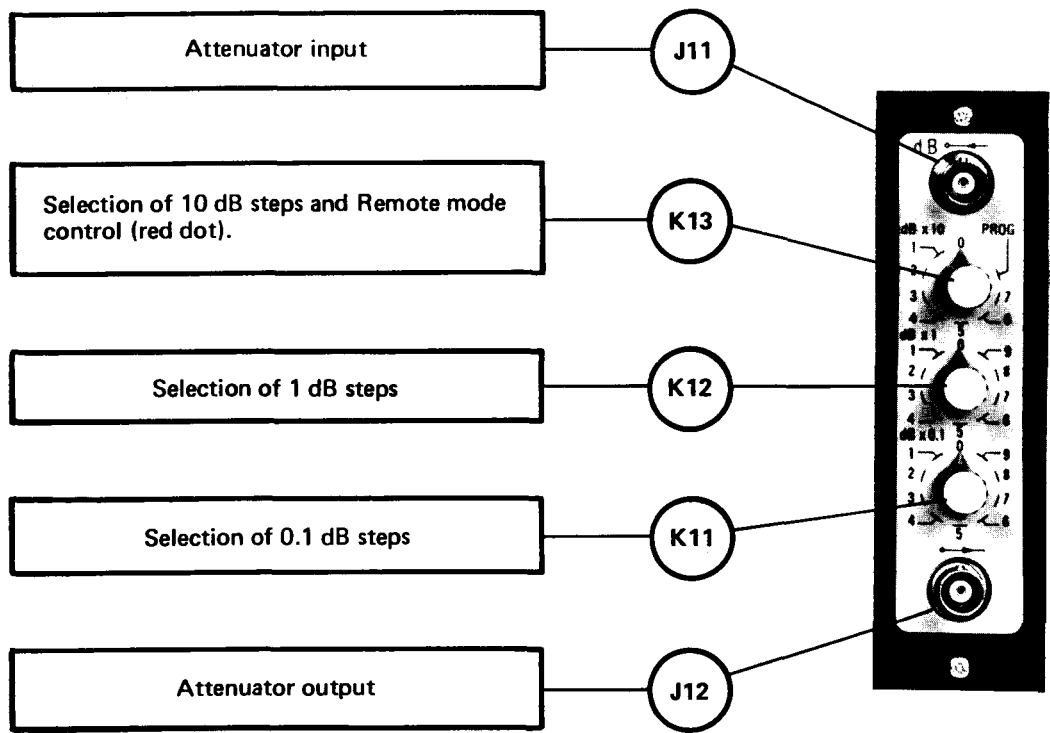 Attenuator input
J11
Selection of 10 dB steps and Remote mode
control (red dot).
K13
Selection of 1 dB steps
K12
Selection of 0.1 dB steps
K11
Attenuator output
J12
dB
dB x 10 PROG
0
1
2
3
4
5
6
7
dB x 1
0
1
2
3
4
5
6
7
8
9
dB x 0.1
0
1
2
3
4
5
6
7
8
9